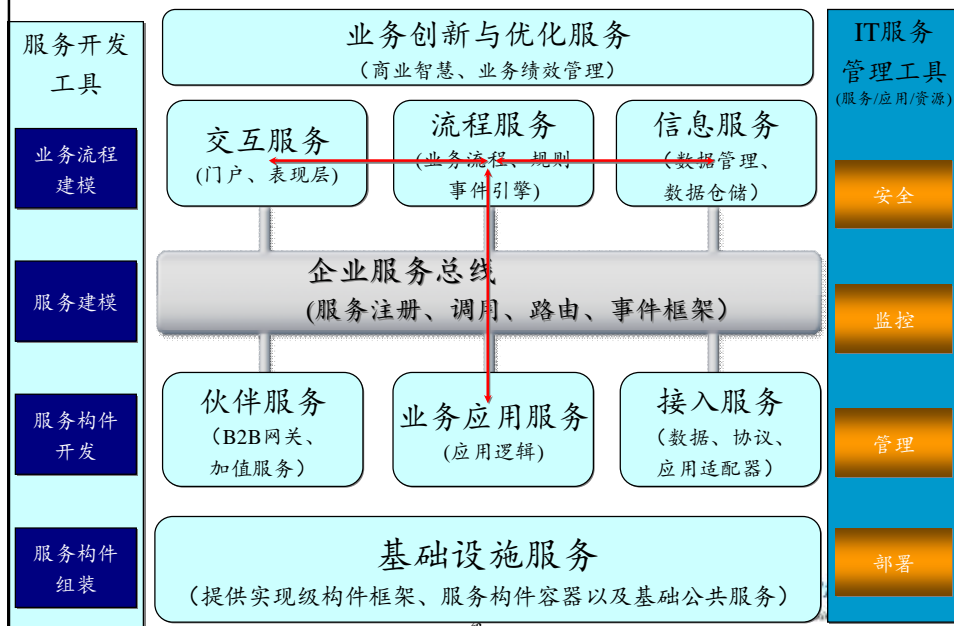 服务开发
工具
业务流程
建模
服务建模
服务构件
开发
服务构件
组装
业务创新与优化服务
（商业智慧、业务绩效管理）
交互服务
(门户、表现层)
流程服务
(业务流程、规则
事件引擎)
信息服务
（数据管理、
数据仓储）
企业服务总线
(服务注册、调用、路由、事件框架）
伙伴服务
（B2B网关、
加值服务）
业务应用服务
(应用逻辑)
接入服务
（数据、协议、
应用适配器）
基础设施服务
（提供实现级构件框架、服务构件容器以及基础公共服务）
IT服务
管理工具
(服务/应用/资源)
安全
监控
管理
部署